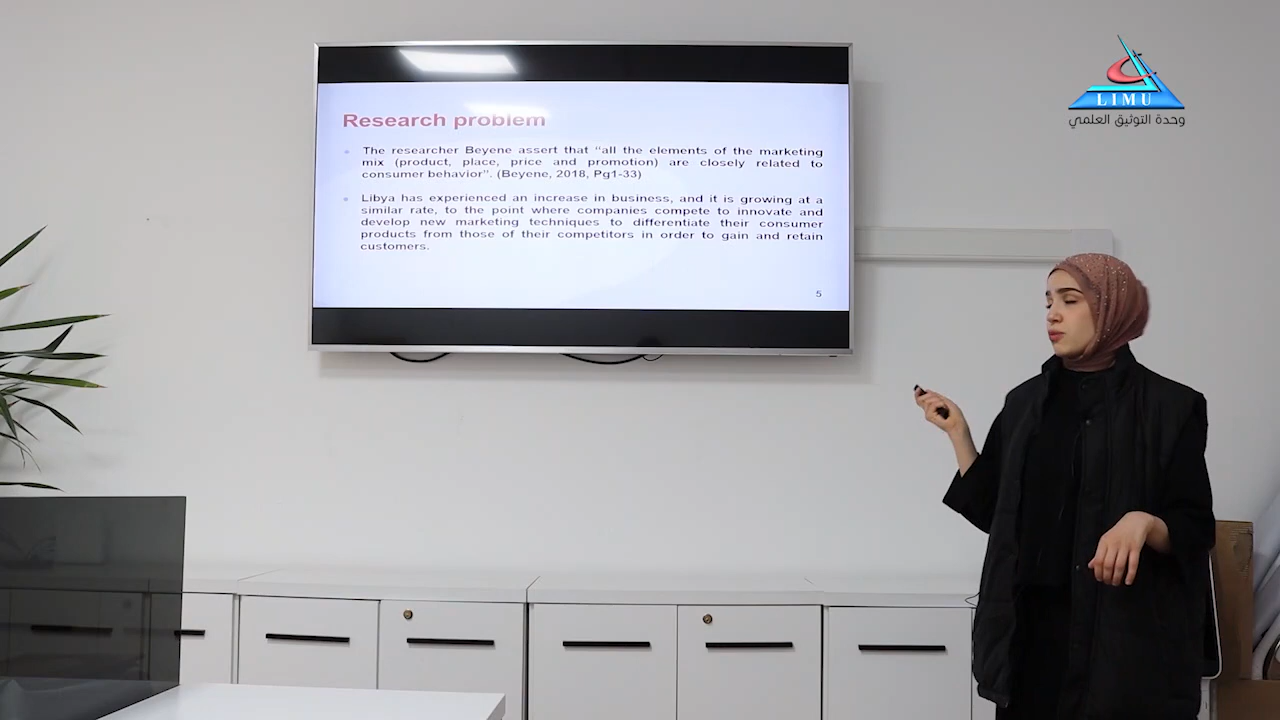 LIMU
وحدة التوثيق العلمي
Research problem
The researcher Beyene assert that “all the elements of the marketing
mix (product, place, price and promotion) are closely related to
consumer behavior”. (Beyene, 2018, Pg1-33)
Libya has experienced an increase in business, and it is growing at a
similar rate, to the point where companies compete to innovate and
develop new marketing techniques to differentiate their consumer
products from those of their competitors in order to gain and retain
customers.
5